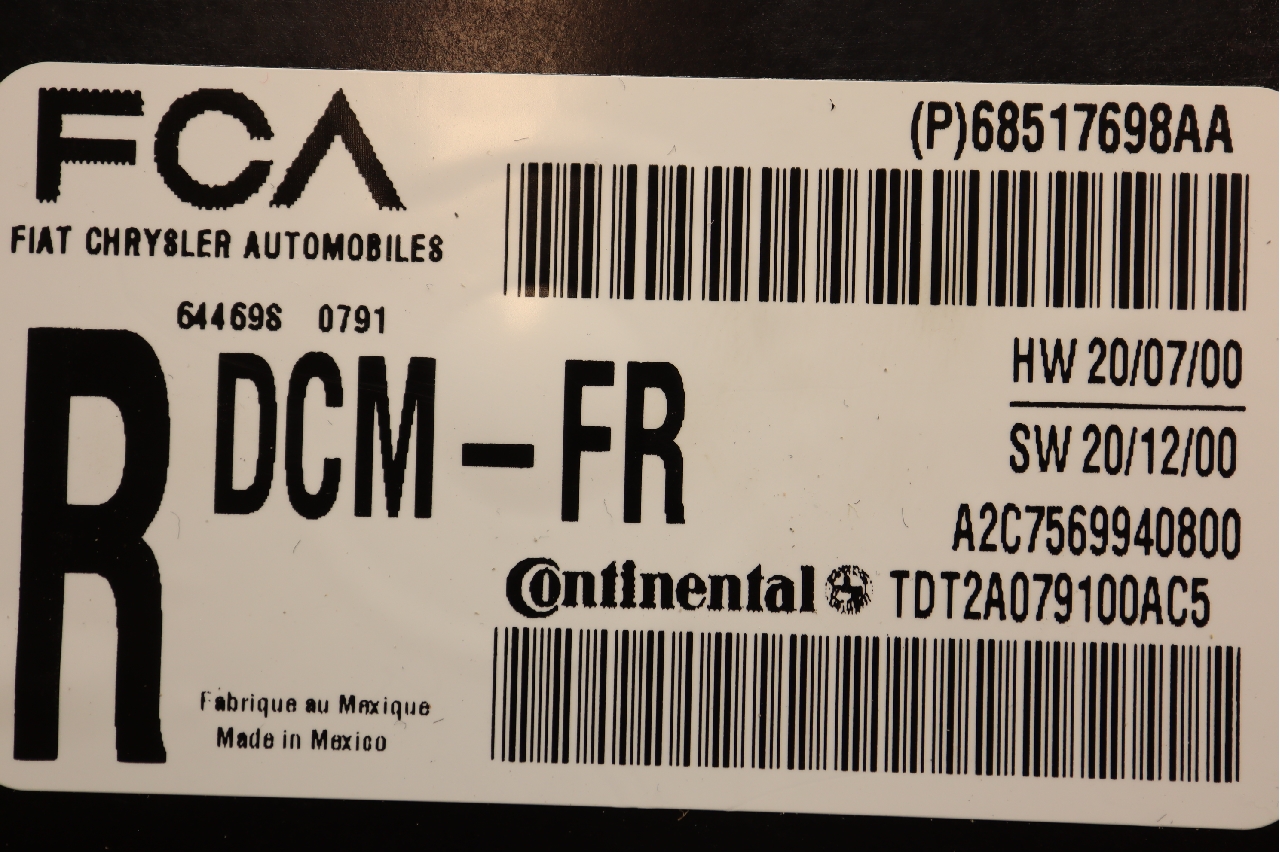 FCA
(P)68517698AA
FIAT CHRYSLER AUTOMOBILES
644698 0791
R
DCM-FR
HW 20/07/00
SW 20/12/00
A2C7569940800
Continental
TDT2A079100AC5
Fabrique au Mexique
Made in Mexico